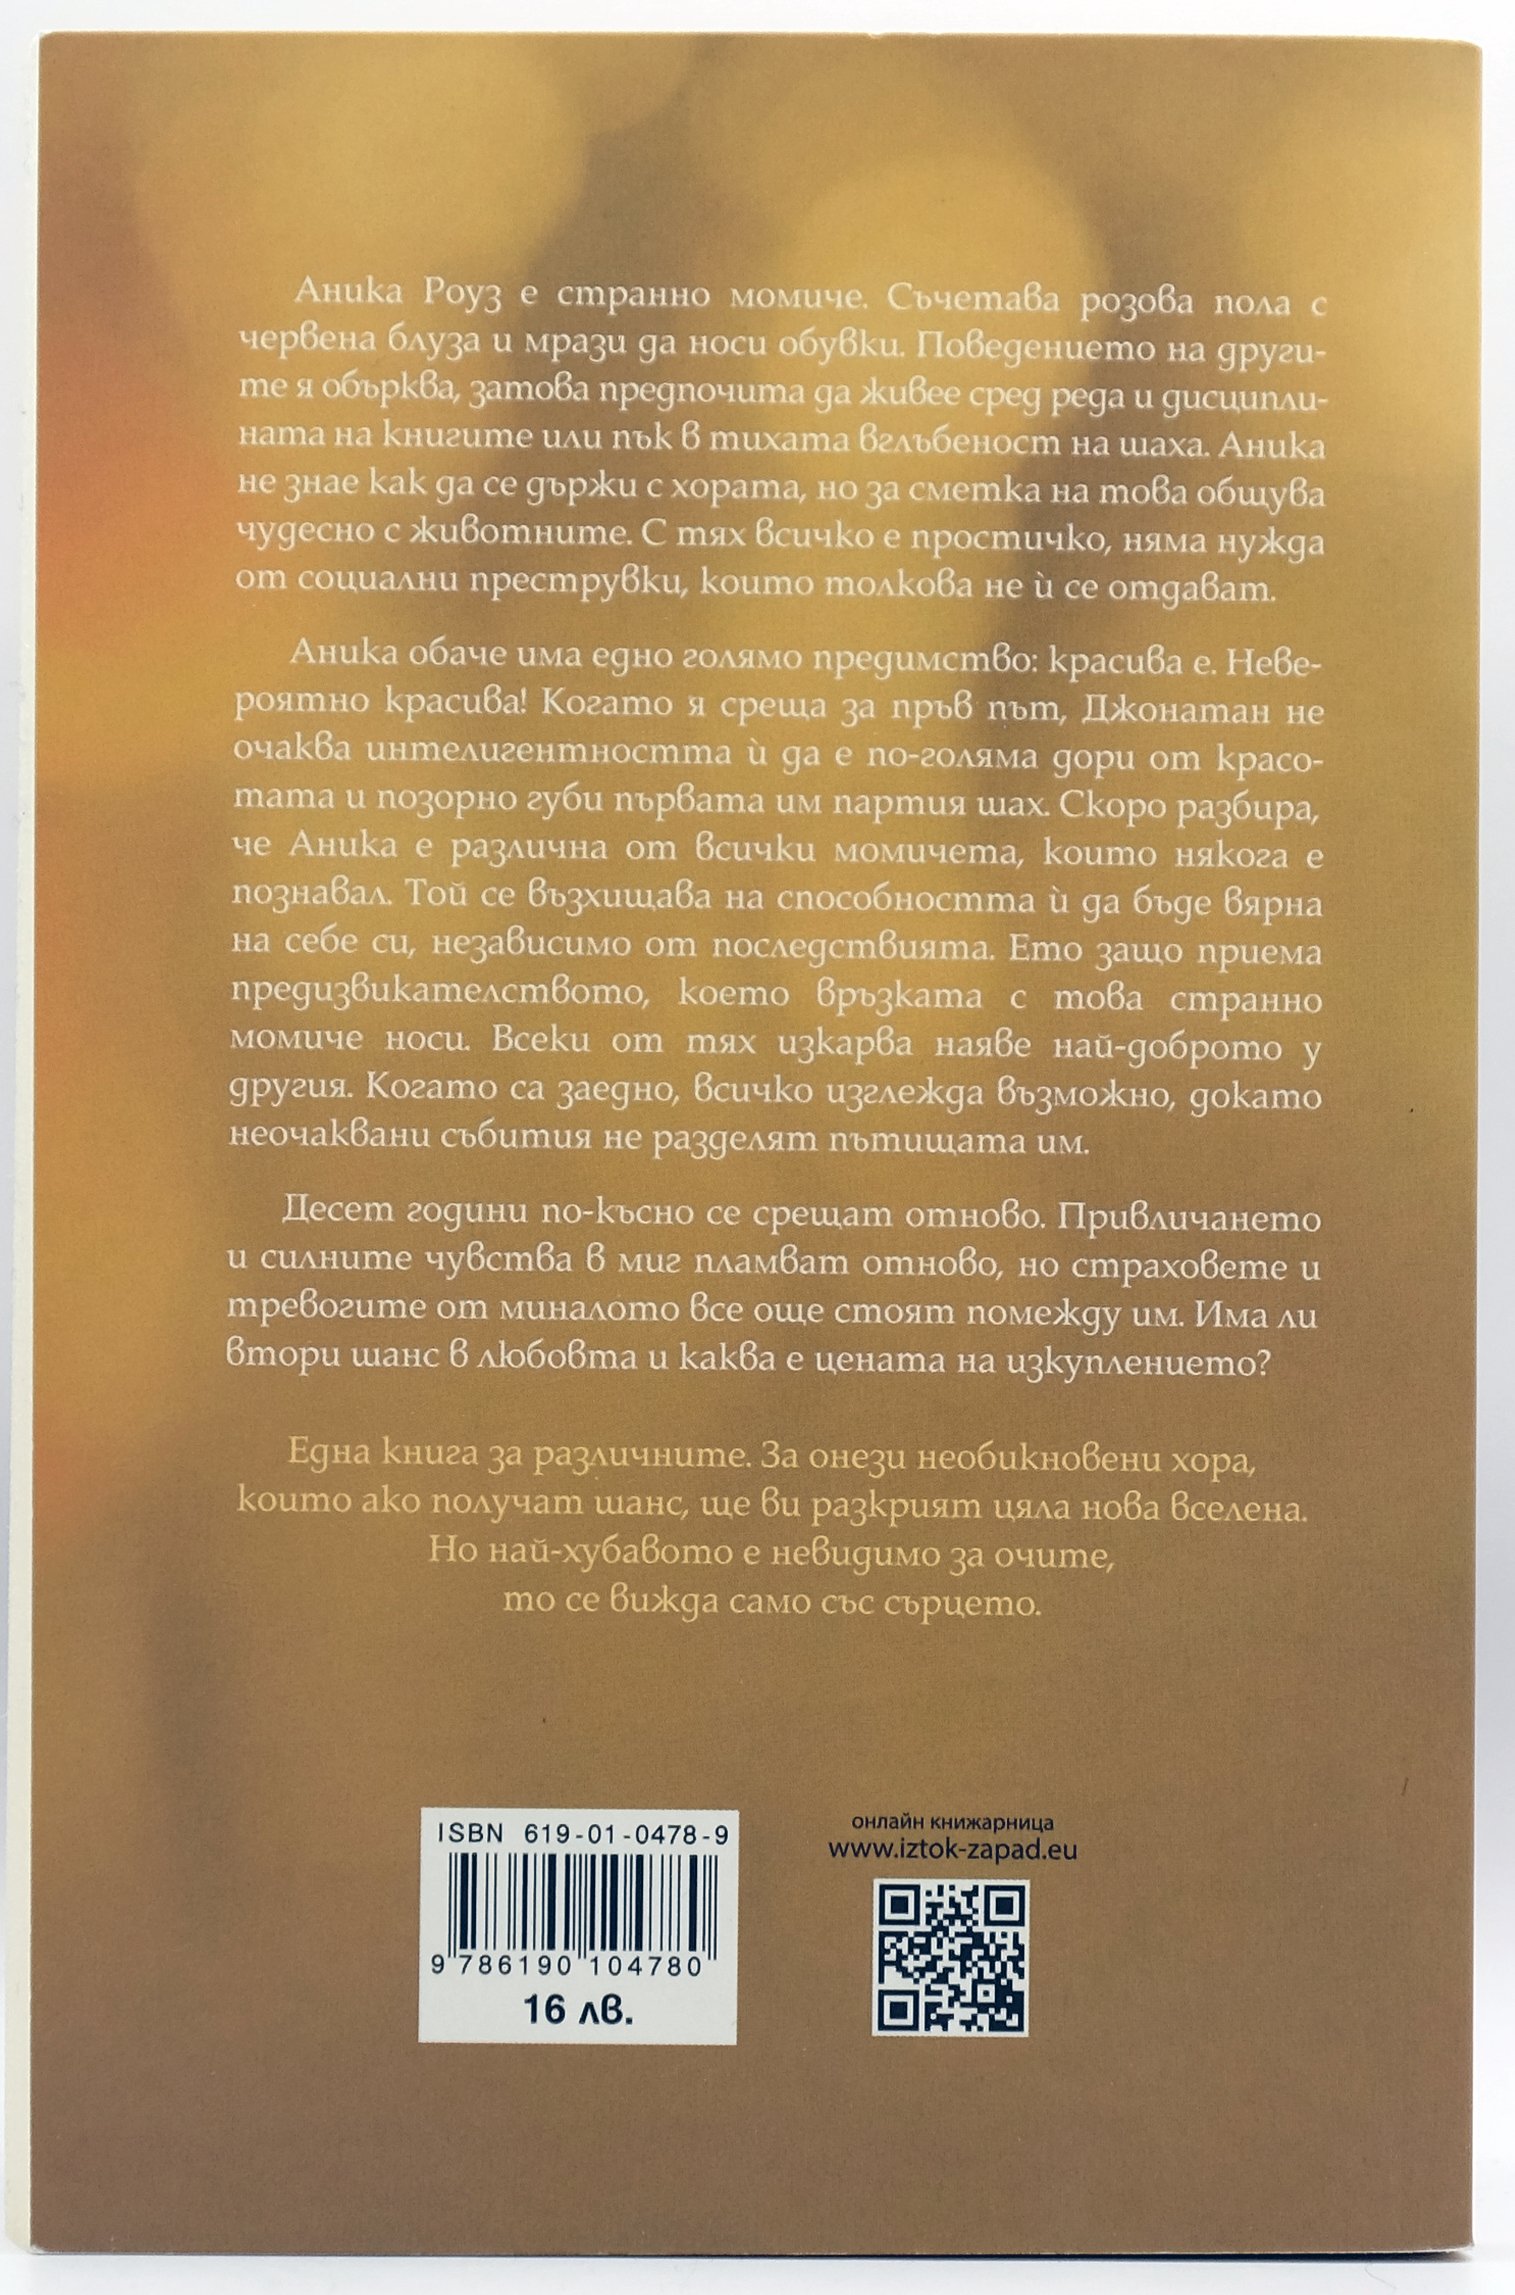 Аника Роуз е странно момиче. Съчетава розова пола с
червена блуза и мрази да носи обувки. Поведението на други-
те я обърква, затова предпочита да живее сред реда и дисципли-
ната на книгите или пък в тихата вглъбеност на шаха. Аника
не знае как да се държи с хората, но за сметка на това общува
чудесно с животните. С тях всичко е простичко, няма нужда
от социални преструвки, които толкова не ѝ се отдават.
Аника обаче има едно голямо предимство: красива е. Неве-
роятно красива! Когато я среща за пръв път, Джонатан не
очаква интелигентността ѝ да е по-голяма дори от красо-
тата и позорно губи първата им партия шах. Скоро разбира,
че Аника е различна от всички момичета, които някога е
познавал. Той се възхищава на способността ѝ да бъде вярна
на себе си, независимо от последствията. Ето защо приема
предизвикателството, което връзката с това странно
момиче носи. Всеки от тях изкарва наяве най-доброто у
другия. Когато са заедно, всичко изглежда възможно, докато
неочаквани събития не разделят пътищата им.
Десет години по-късно се срещат отново. Привличането
и силните чувства в миг пламват отново, но страховете и
тревогите от миналото все още стоят помежду им. Има ли
втори шанс в любовта и каква е цената на изкуплението?
Една книга за различните. За онези необикновени хора,
които ако получат шанс, ще ви разкрият цяла нова вселена.
Но най-хубавото е невидимо за очите,
то се вижда само със сърцето.
ISBN 619-01-0478-9
9 786190 104780
16 лв.
онлайн книжарница
www.iztok-zapad.eu